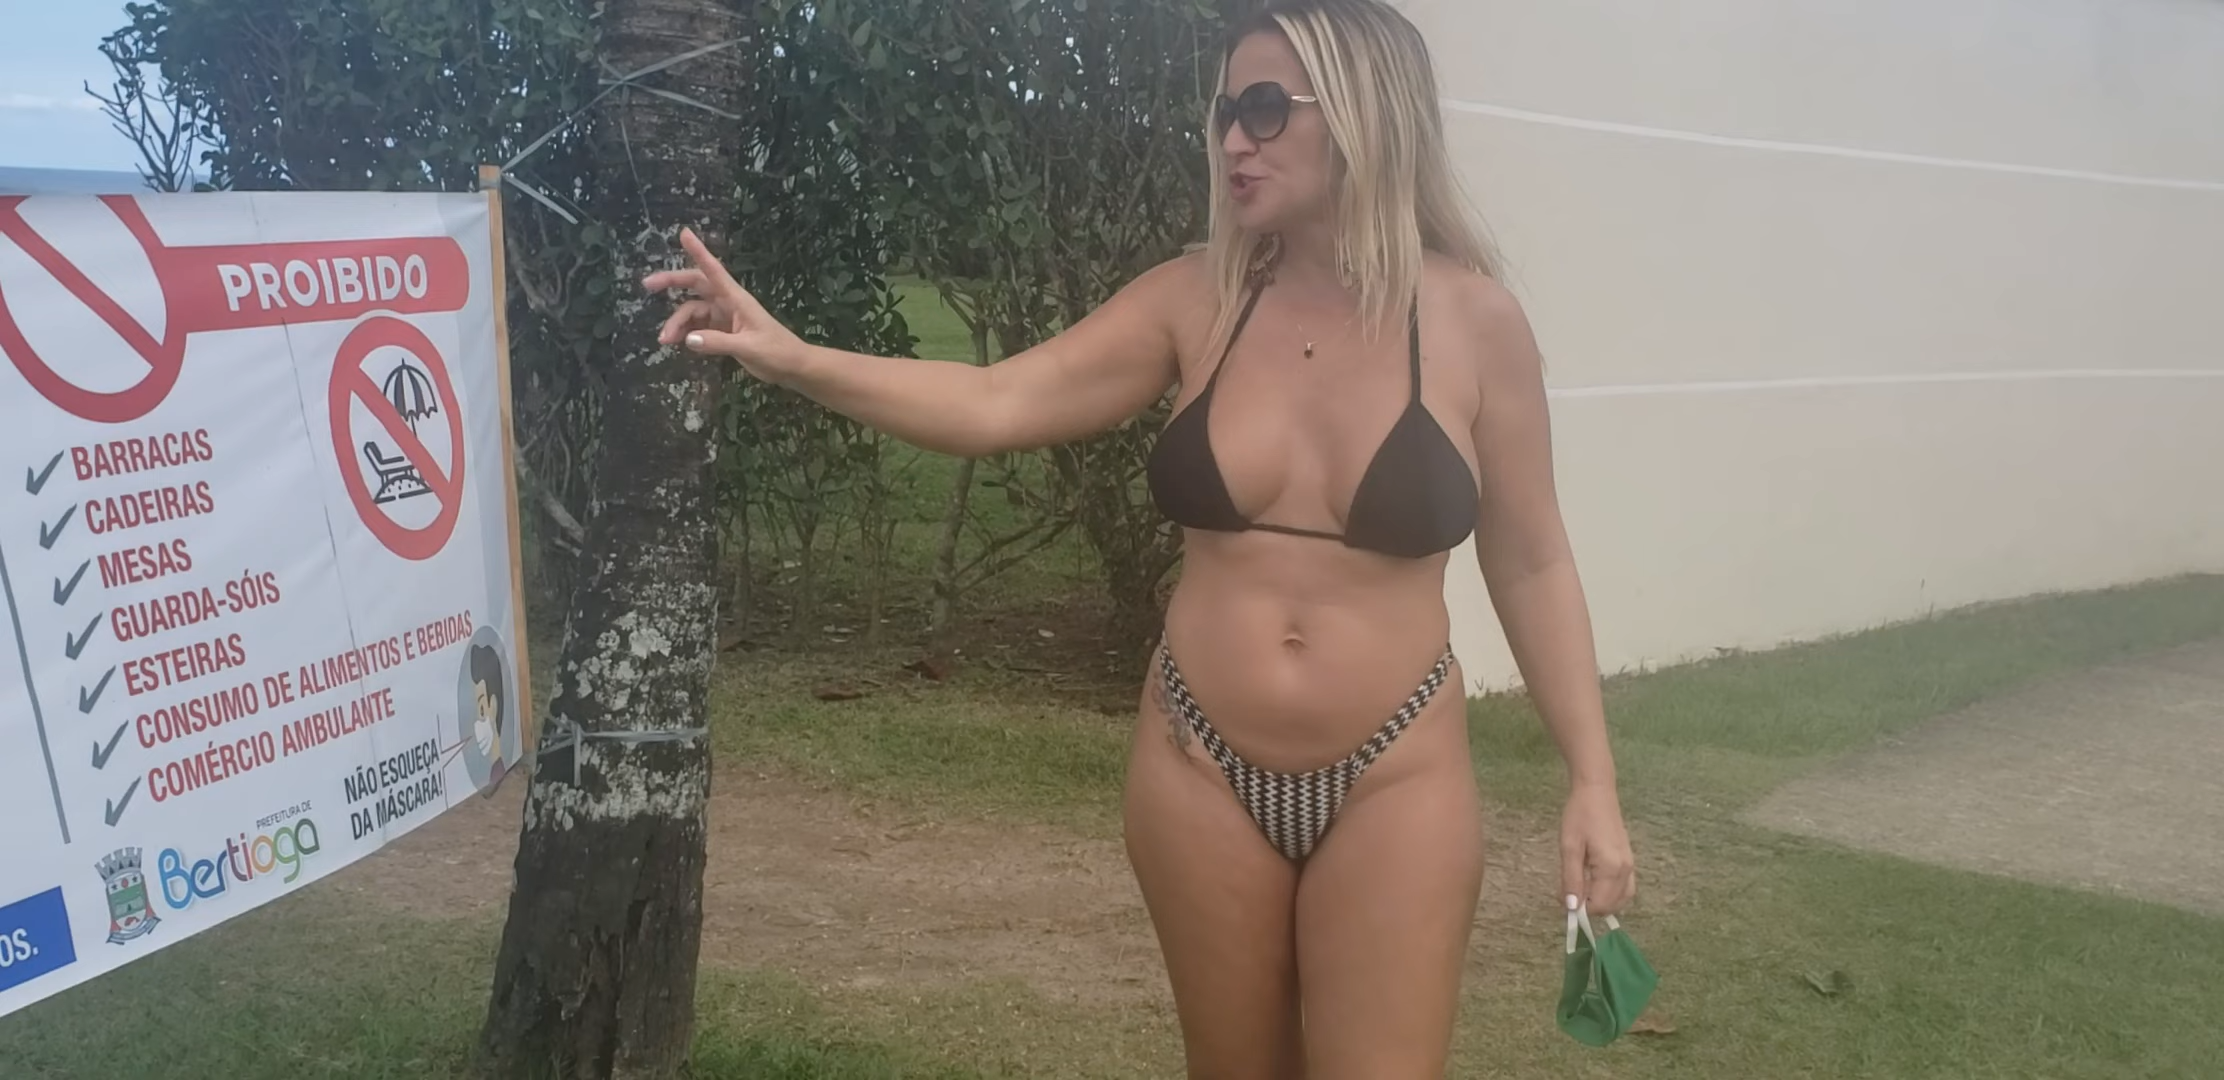 PROIBIDO
BARRACAS
CADEIRAS
MESAS
GUARDA-SÓIS
ESTEIRAS
CONSUMO DE ALIMENTOS E BEBIDAS
COMÉRCIO AMBULANTE
NÃO ESQUEÇA
DA MÁSCARA!
PREFEITURA DE
Bertioga
OS.